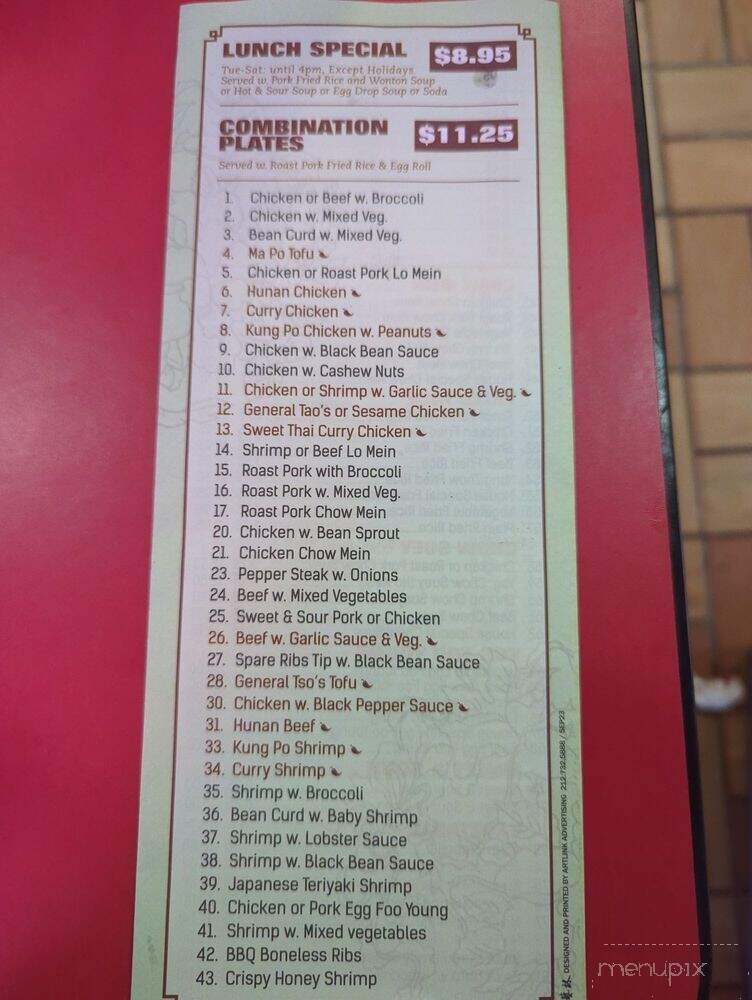 LUNCH SPECIAL $8.95
Tue-Sat: until 4pm, Except Holidays
Served w. Pork Fried Rice and Wonton Soup
or Hot & Sour Soup or Egg Drop Soup or Soda
COMBINATION
PLATES
$11.25
Served w. Roast Pork Fried Rice & Egg Roll
1. Chicken or Beef w. Broccoli
2. Chicken w. Mixed Veg.
3. Bean Curd w. Mixed Veg.
4. Ma Po Tofu
5. Chicken or Roast Pork Lo Mein
6. Hunan Chicken
7. Curry Chicken
8. Kung Po Chicken w. Peanuts
9. Chicken w. Black Bean Sauce
10. Chicken w. Cashew Nuts
11. Chicken or Shrimp w. Garlic Sauce & Veg.
12. General Tao's or Sesame Chicken
13. Sweet Thai Curry Chicken
14. Shrimp or Beef Lo Mein
15. Roast Pork with Broccoli
16. Roast Pork w. Mixed Veg.
17. Roast Pork Chow Mein
20. Chicken w. Bean Sprout
21. Chicken Chow Mein
23. Pepper Steak w. Onions
24. Beef w. Mixed Vegetables
25. Sweet & Sour Pork or Chicken
26. Beef w. Garlic Sauce & Veg.
27. Spare Ribs Tip w. Black Bean Sauce
28. General Tso's Tofu
30. Chicken w. Black Pepper Sauce
31. Hunan Beef
33. Kung Po Shrimp
34. Curry Shrimp
35. Shrimp w. Broccoli
36. Bean Curd w. Baby Shrimp
37. Shrimp w. Lobster Sauce
38. Shrimp w. Black Bean Sauce
39. Japanese Teriyaki Shrimp
40. Chicken or Pork Egg Foo Young
41. Shrimp w. Mixed vegetables
42. BBQ Boneless Ribs
43. Crispy Honey Shrimp
DESIGNED AND PRINTED BY ARTLINK ADVERTISING 212.732.5888 / SEP23
menupix